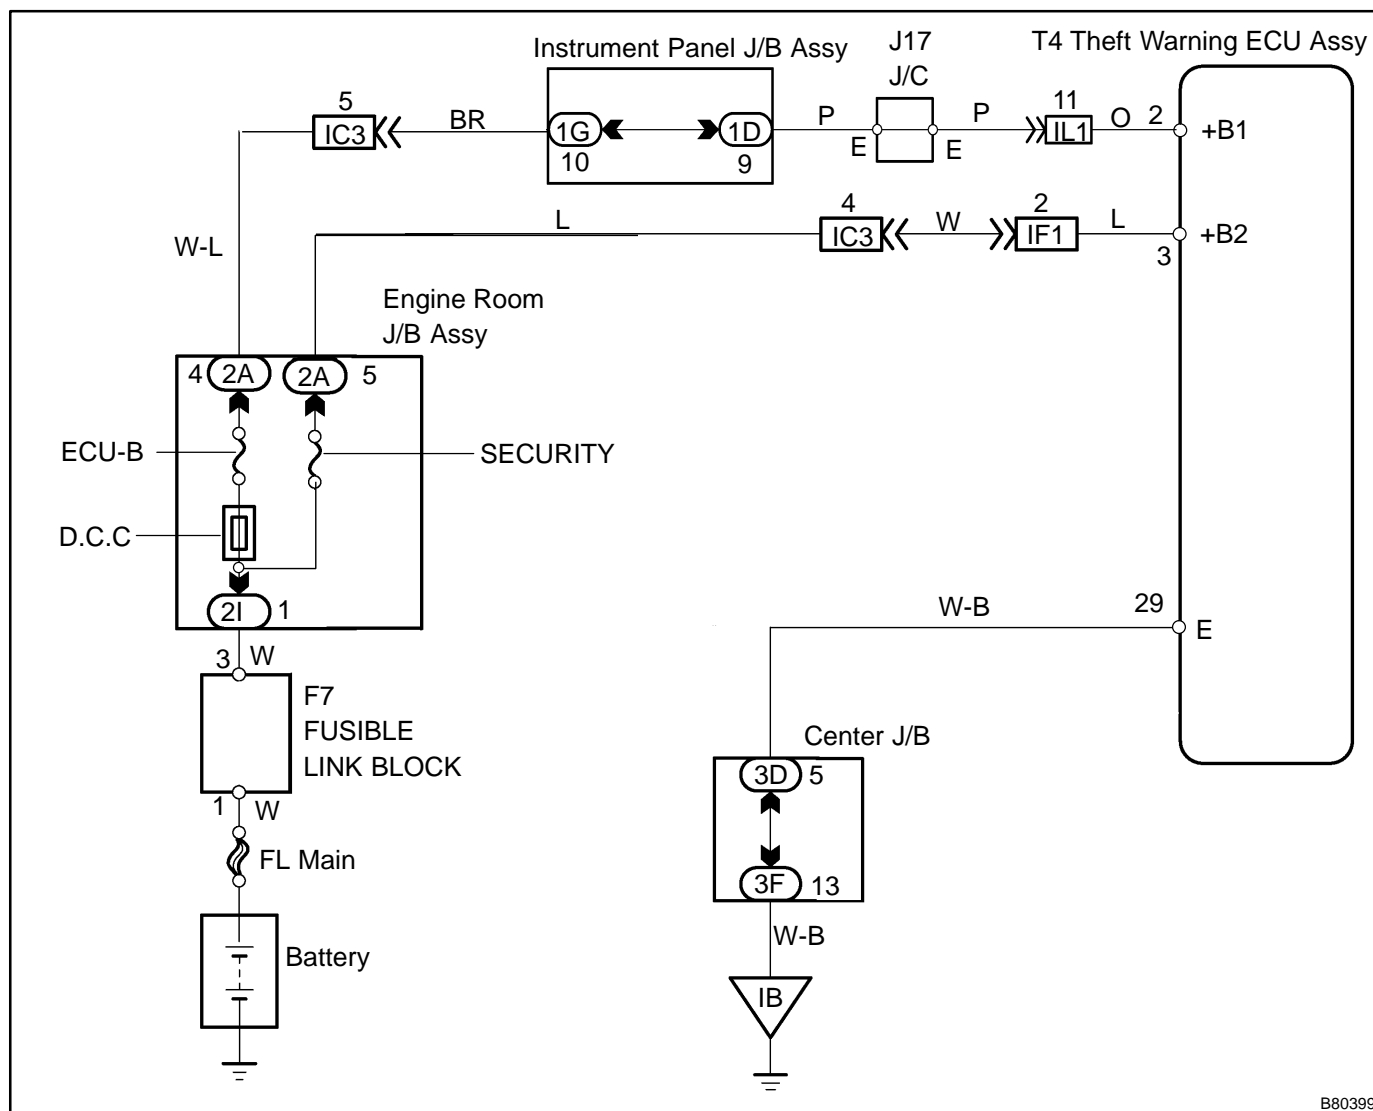 Instrument Panel J/B Assy
J17
J/C
T4 Theft Warning ECU Assy
5
IC3
BR
1G
10
1D
9
P
E
E
P
11
IL1
O
2
+B1
W-L
L
4
IC3
W
2
IF1
L
3
+B2
Engine Room
J/B Assy
4
2A
2A
5
ECU-B
SECURITY
D.C.C
2I
1
3
W
F7
FUSIBLE
LINK BLOCK
1
W
FL Main
Battery
W-B
29
E
Center J/B
3D
5
3F
13
W-B
IB
B80399